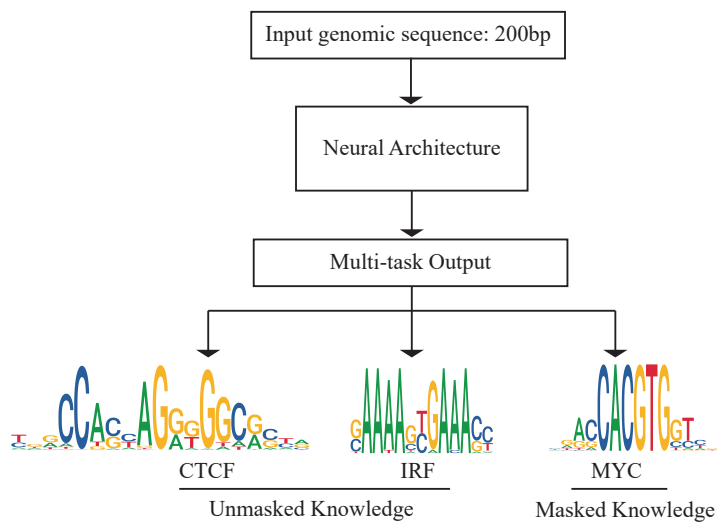 Input genomic sequence: 200bp
Neural Architecture
Multi-task Output
CTCF IRF MYC
Unmasked Knowledge Masked Knowledge